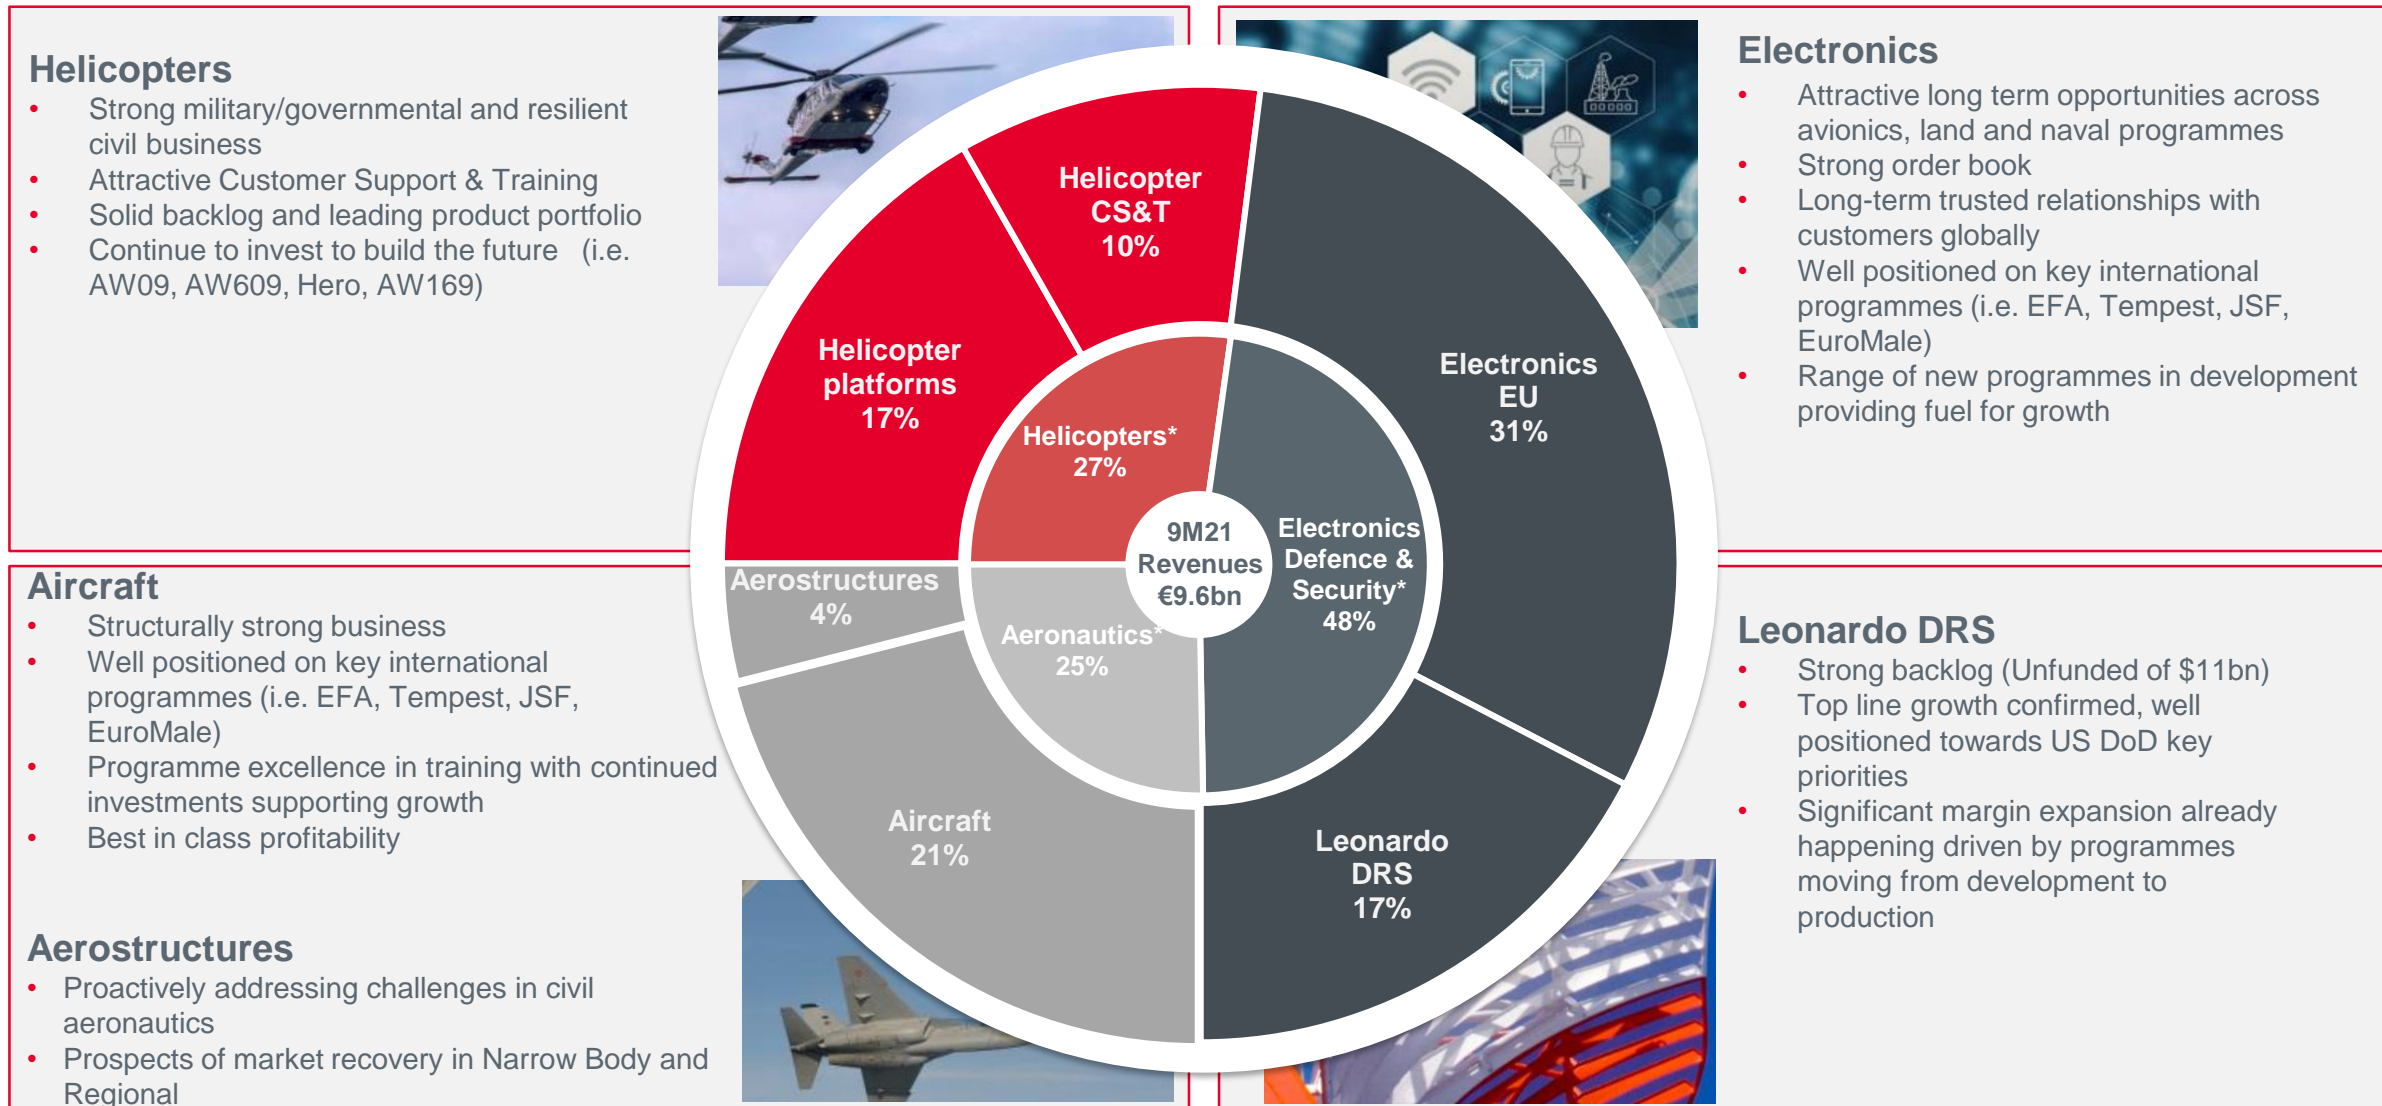 Helicopters
• Strong military/governmental and resilient
civil business
• Attractive Customer Support & Training
• Solid backlog and leading product portfolio
• Continue to invest to build the future (i.e.
AW09, AW609, Hero, AW169)
Electronics
• Attractive long term opportunities across
avionics, land and naval programmes
• Strong order book
• Long-term trusted relationships with
customers globally
• Well positioned on key international
programmes (i.e. EFA, Tempest, JSF,
EuroMale)
• Range of new programmes in development
providing fuel for growth
Helicopter
CS&T
10%
Helicopter
platforms
17%
Electronics
EU
31%
Helicopters*
27%
9M21
Revenues
€9.6bn
Electronics
Defence &
Security*
48%
Aerostructures
4%
Aeronautics*
25%
Aircraft
21%
Leonardo
DRS
17%
Aircraft
• Structurally strong business
• Well positioned on key international
programmes (i.e. EFA, Tempest, JSF,
EuroMale)
• Programme excellence in training with continued
investments supporting growth
• Best in class profitability
Aerostructures
• Proactively addressing challenges in civil
aeronautics
• Prospects of market recovery in Narrow Body and
Regional
Leonardo DRS
• Strong backlog (Unfunded of $11bn)
• Top line growth confirmed, well
positioned towards US DoD key
priorities
• Significant margin expansion already
happening driven by programmes
moving from development to
production